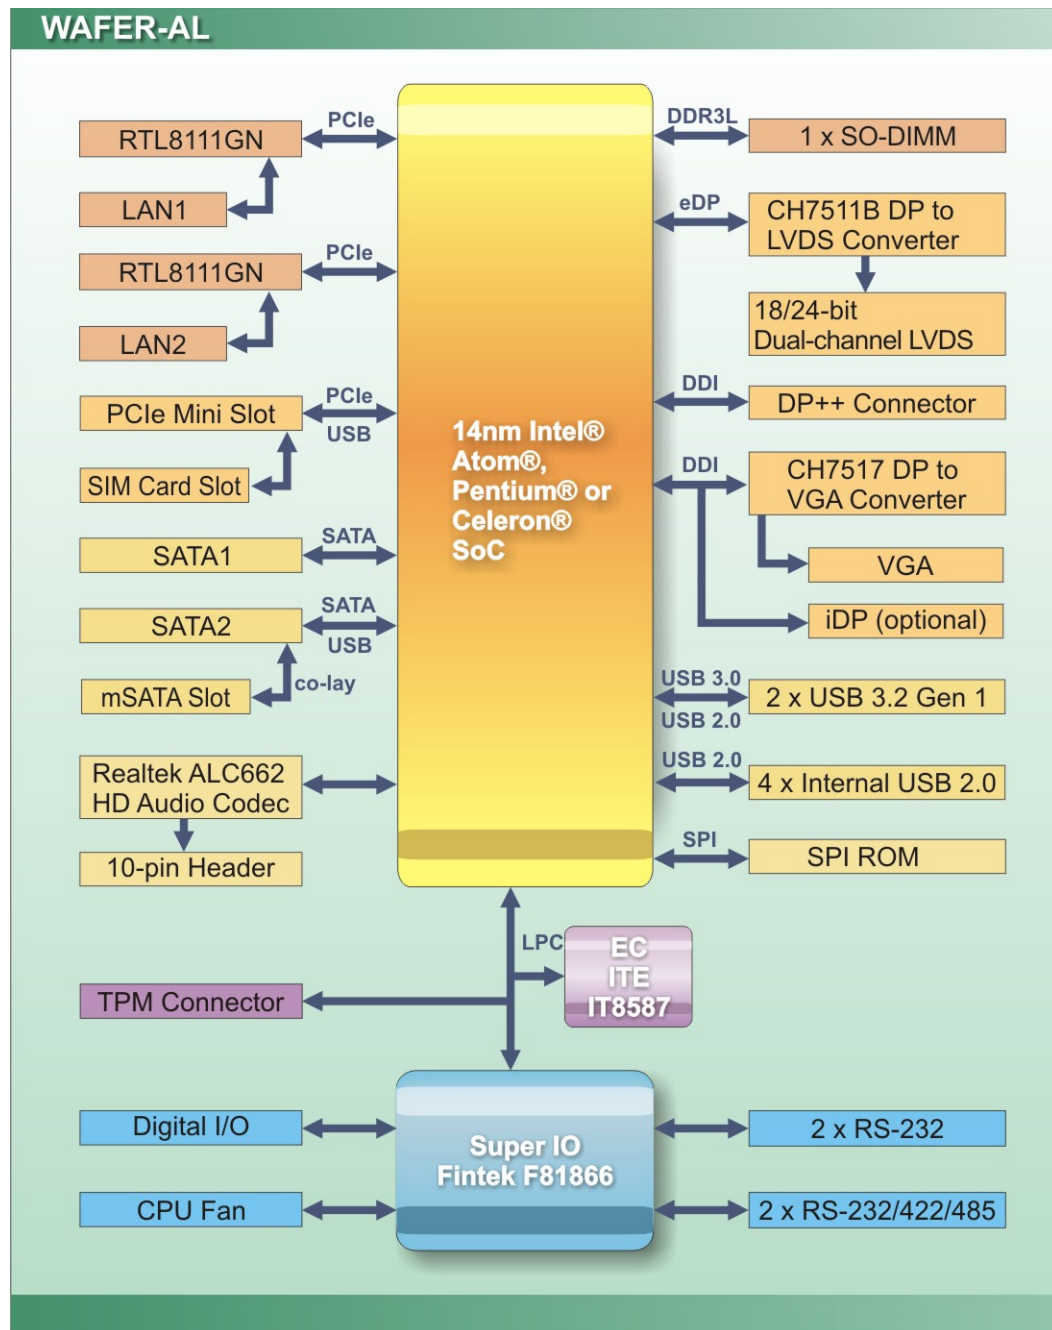 WAFER-AL
PCIe
RTL8111GN
LAN1
PCIe
RTL8111GN
LAN2
PCIe
PCIe Mini Slot
USB
SIM Card Slot
SATA
SATA1
SATA
SATA2
USB
co-lay
mSATA Slot
Realtek ALC662
HD Audio Codec
10-pin Header
14nm Intel®
Atom®,
Pentium® or
Celeron®
SoC
DDR3L
1 x SO-DIMM
eDP
CH7511B DP to
LVDS Converter
18/24-bit
Dual-channel LVDS
DDI
DP++ Connector
DDI
CH7517 DP to
VGA Converter
VGA
iDP (optional)
USB 3.0
2 x USB 3.2 Gen 1
USB 2.0
USB 2.0
4 x Internal USB 2.0
SPI
SPI ROM
LPC
EC
ITE
IT8587
TPM Connector
Digital I/O
CPU Fan
Super IO
Fintek F81866
2 x RS-232
2 x RS-232/422/485